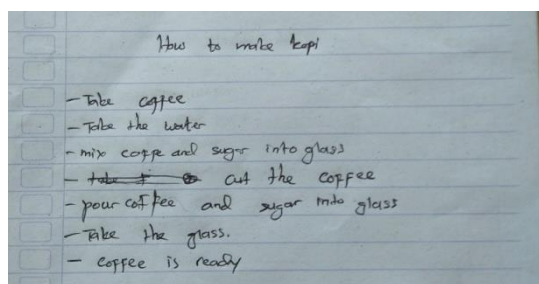 How to make kopi
- Take coffee
- Take the water
- mix coffe and sugar into glass
- cut the coffee
- pour coffee and sugar into glass
- Take the glass.
- coffee is ready